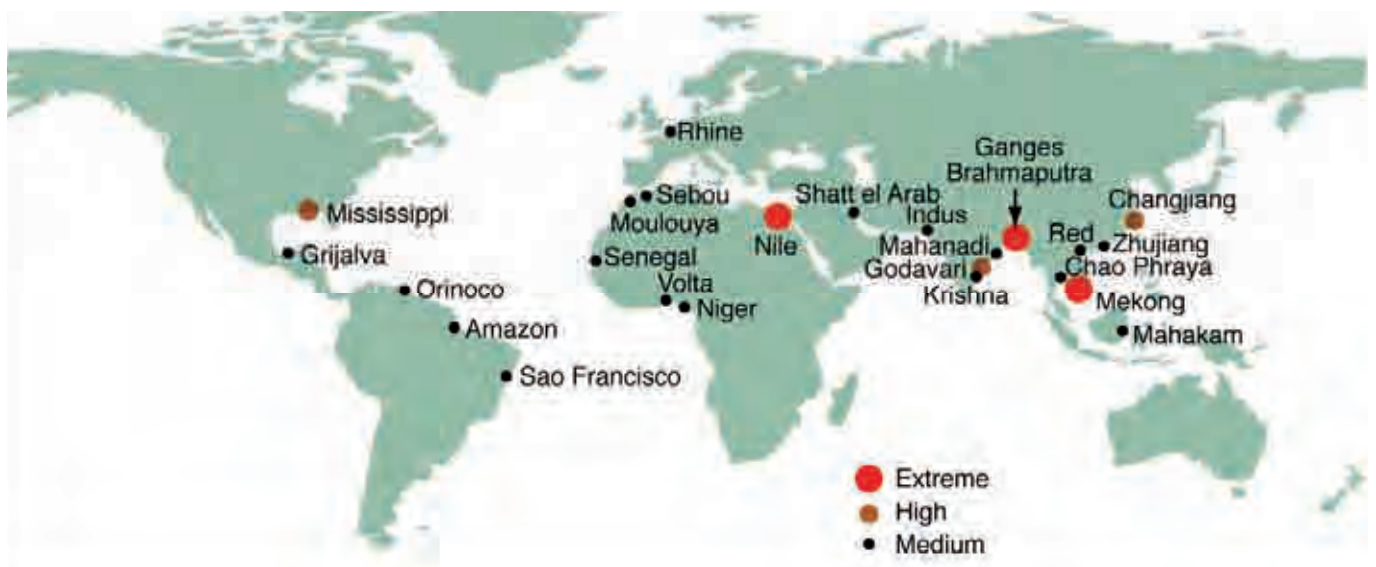 Rhine
Ganges
Brahmaputra
Sebou
Shatt el Arab
Changjiang
Mississippi
Moulouya
Indus
Nile
Mahanadi
Red
Zhujiang
Grijalva
Senegal
Godavari
Chao Phraya
Orinoco
Volta
Krishna
Mekong
Niger
Amazon
Mahakam
Sao Francisco
Extreme
High
Medium